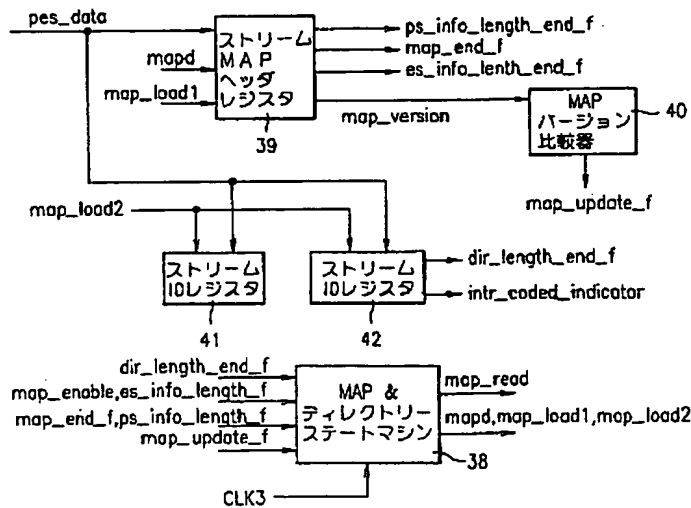 pes_data
ストリーム
MAP
ヘッダ
レジスタ
mapd
map_load1
39
ps_info_length_end_f
map_end_f
es_info_lenth_end_f
map_version
MAP
バージョン
比較器
40
map_update_f
map_load2
ストリーム
IDレジスタ
41
ストリーム
IDレジスタ
42
dir_length_end_f
intr_coded_indicator
dir_length_end_f
map_enable,es_info_length_f
map_end_f,ps_info_length_f
map_update_f
MAP &
ディレクトリー
ステートマシン
38
map_read
mapd,map_load1,map_load2
CLK3